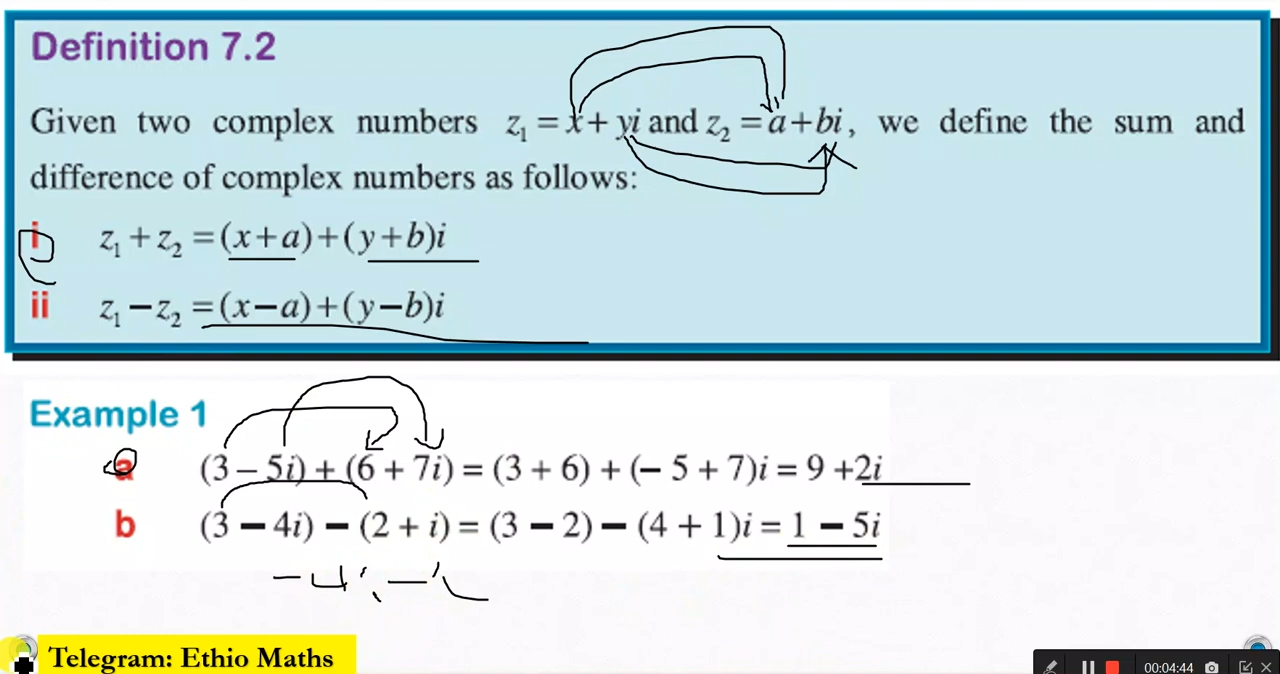 Definition 7.2
Given two complex numbers z₁ = x + yi and z₂ = a + bi, we define the sum and
difference of complex numbers as follows:
i z₁ + z₂ = (x + a) + (y + b)i
ii z₁ − z₂ = (x − a) + (y − b)i
Example 1
a (3 − 5i) + (6 + 7i) = (3 + 6) + (− 5 + 7)i = 9 + 2i
b (3 − 4i) − (2 + i) = (3 − 2) − (4 + 1)i = 1 − 5i
− 4i − i
Telegram: Ethio Maths
00:04:44